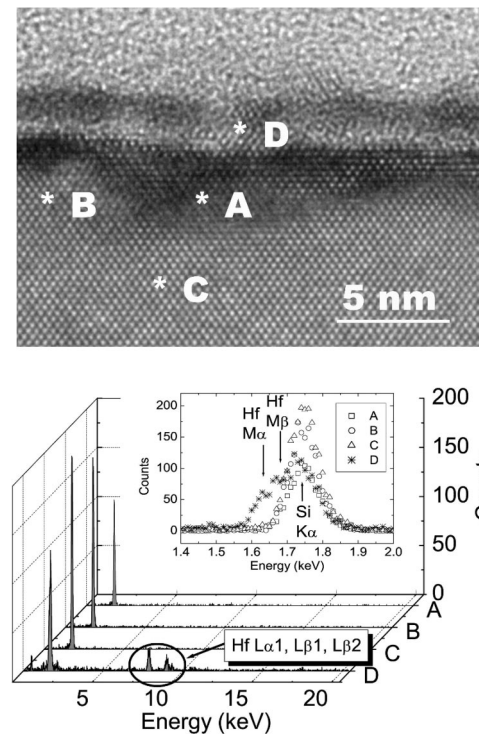 * D
* B * A
* C
5 nm
200
150
100
50
0
Counts
200
150
100
50
0
Hf
Mα
Hf
Mβ
Si
Kα
A
B
C
D
1.4 1.5 1.6 1.7 1.8 1.9 2.0
Energy (keV)
A
B
C
D
Hf Lα1, Lβ1, Lβ2
5 10 15 20
Energy (keV)